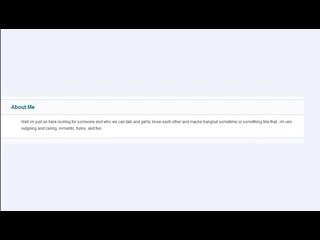 About Me
Well im just on here looking for someone and who we can talk and get to know each other and maybe hangout sometime or something like that . im very
outgoing and caring, romantic, funny, and fun